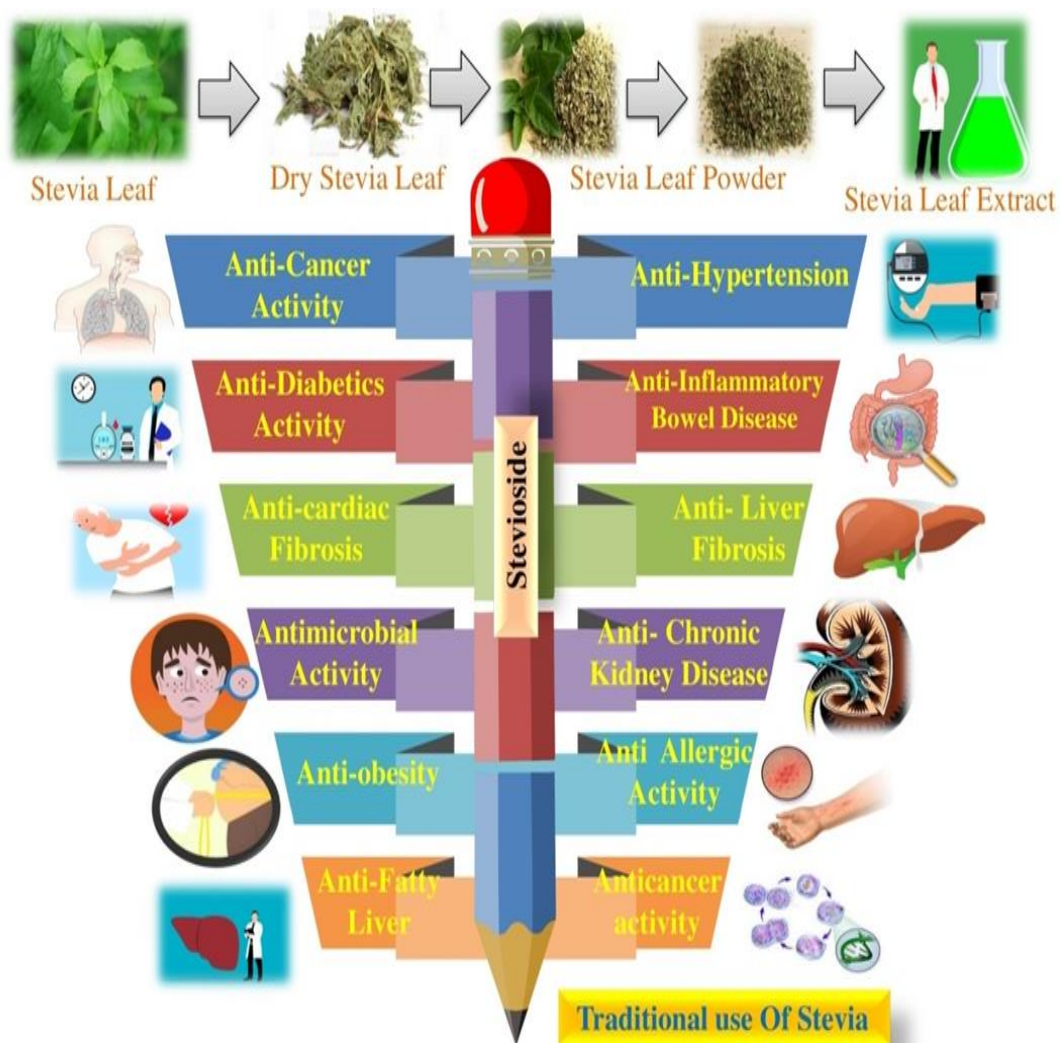 Stevia Leaf
Dry Stevia Leaf
Stevia Leaf Powder
Stevia Leaf Extract
Anti-Cancer
Activity
Anti-Hypertension
Anti-Diabetics
Activity
Anti-Inflammatory
Bowel Disease
Anti-cardiac
Fibrosis
Anti- Liver
Fibrosis
Stevioside
Antimicrobial
Activity
Anti- Chronic
Kidney Disease
Anti-obesity
Anti Allergic
Activity
Anti-Fatty
Liver
Anticancer
activity
Traditional use Of Stevia